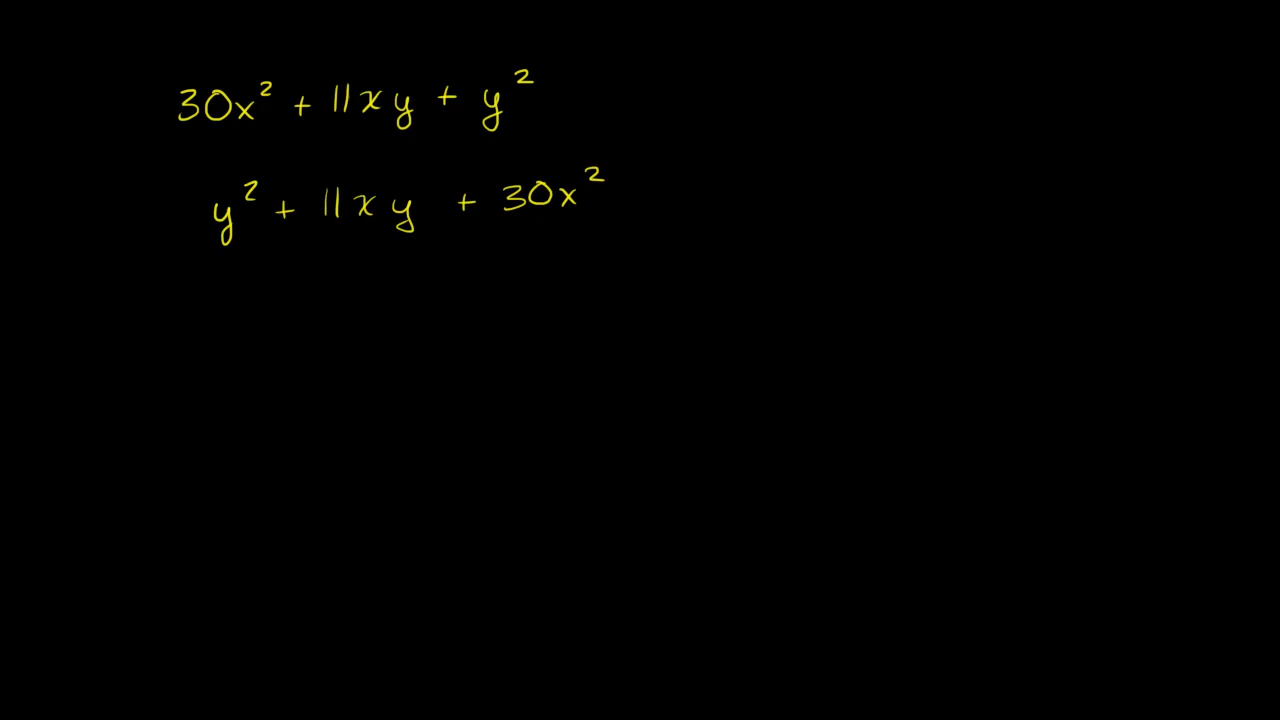 30x² + 11xy + y²
y² + 11xy + 30x²